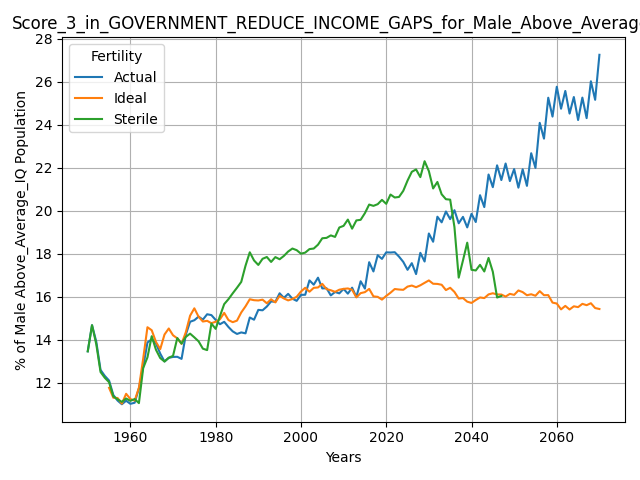 Score_3_in_GOVERNMENT_REDUCE_INCOME_GAPS_for_Male_Above_Average
Fertility
Actual
Ideal
Sterile
% of Male Above_Average_IQ Population
28
26
24
22
20
18
16
14
12
1960 1980 2000 2020 2040 2060
Years